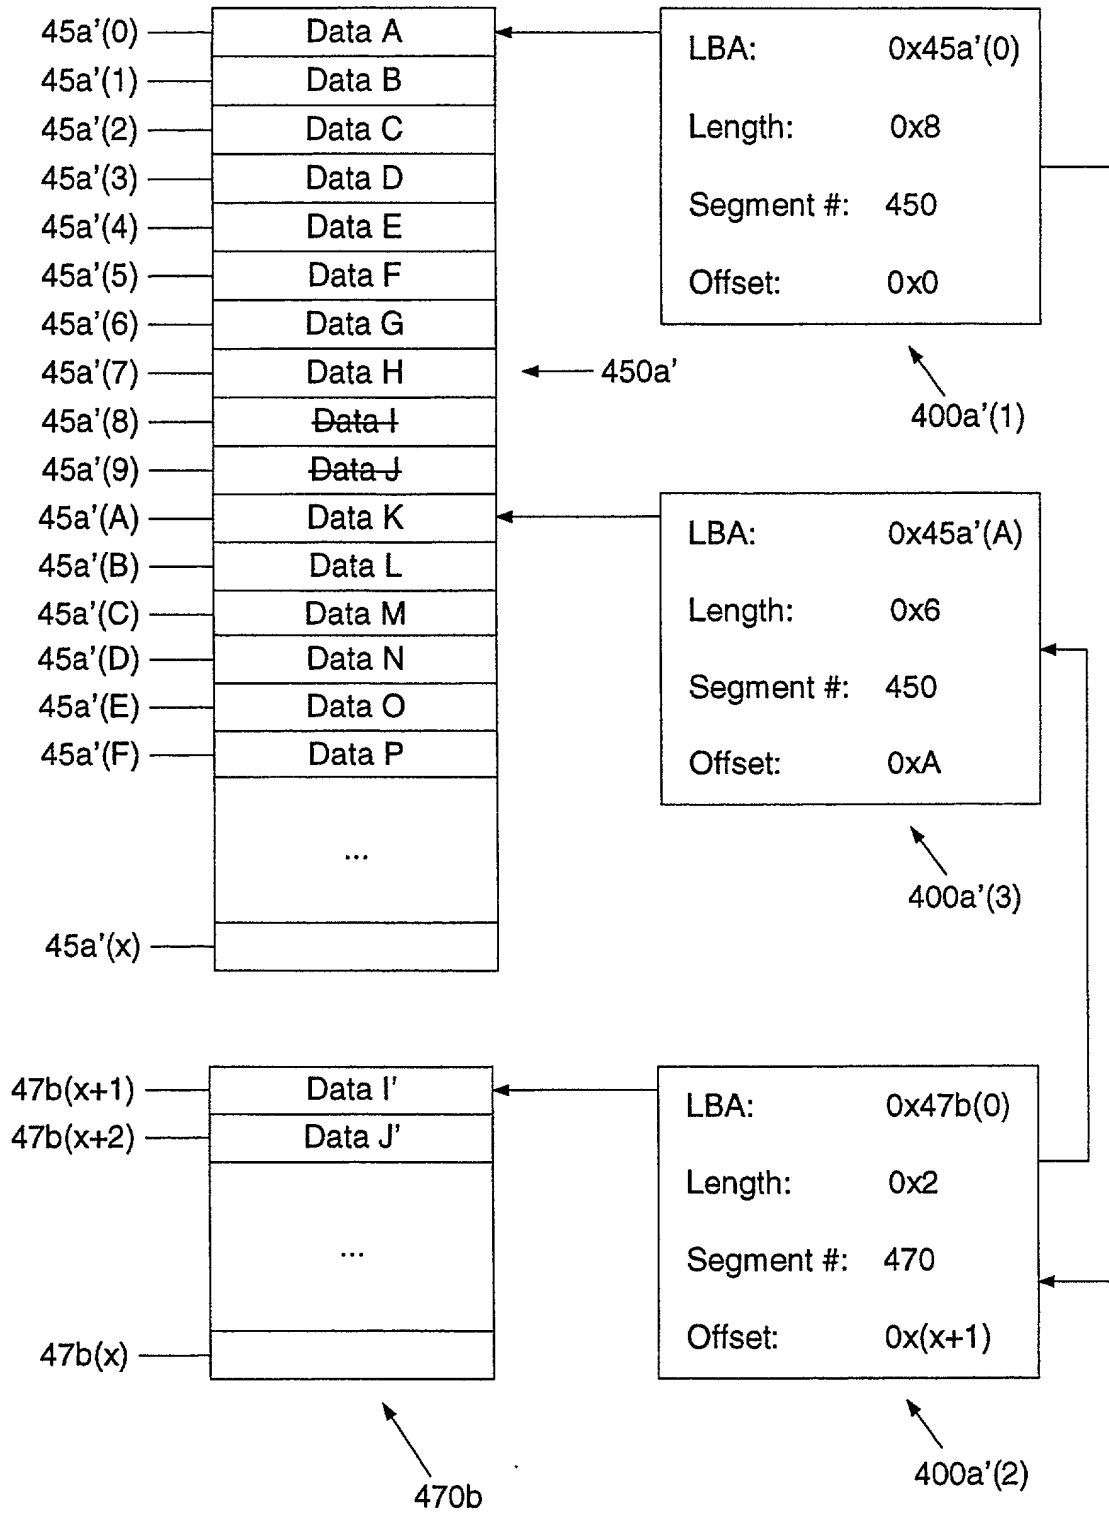 45a'(0) Data A
45a'(1) Data B
45a'(2) Data C
45a'(3) Data D
45a'(4) Data E
45a'(5) Data F
45a'(6) Data G
45a'(7) Data H
45a'(8) Data I
45a'(9) Data J
45a'(A) Data K
45a'(B) Data L
45a'(C) Data M
45a'(D) Data N
45a'(E) Data O
45a'(F) Data P
...
45a'(x)
450a'
LBA: 0x45a'(0)
Length: 0x8
Segment #: 450
Offset: 0x0
400a'(1)
LBA: 0x45a'(A)
Length: 0x6
Segment #: 450
Offset: 0xA
400a'(3)
47b(x+1) Data I'
47b(x+2) Data J'
...
47b(x)
470b
LBA: 0x47b(0)
Length: 0x2
Segment #: 470
Offset: 0x(x+1)
400a'(2)